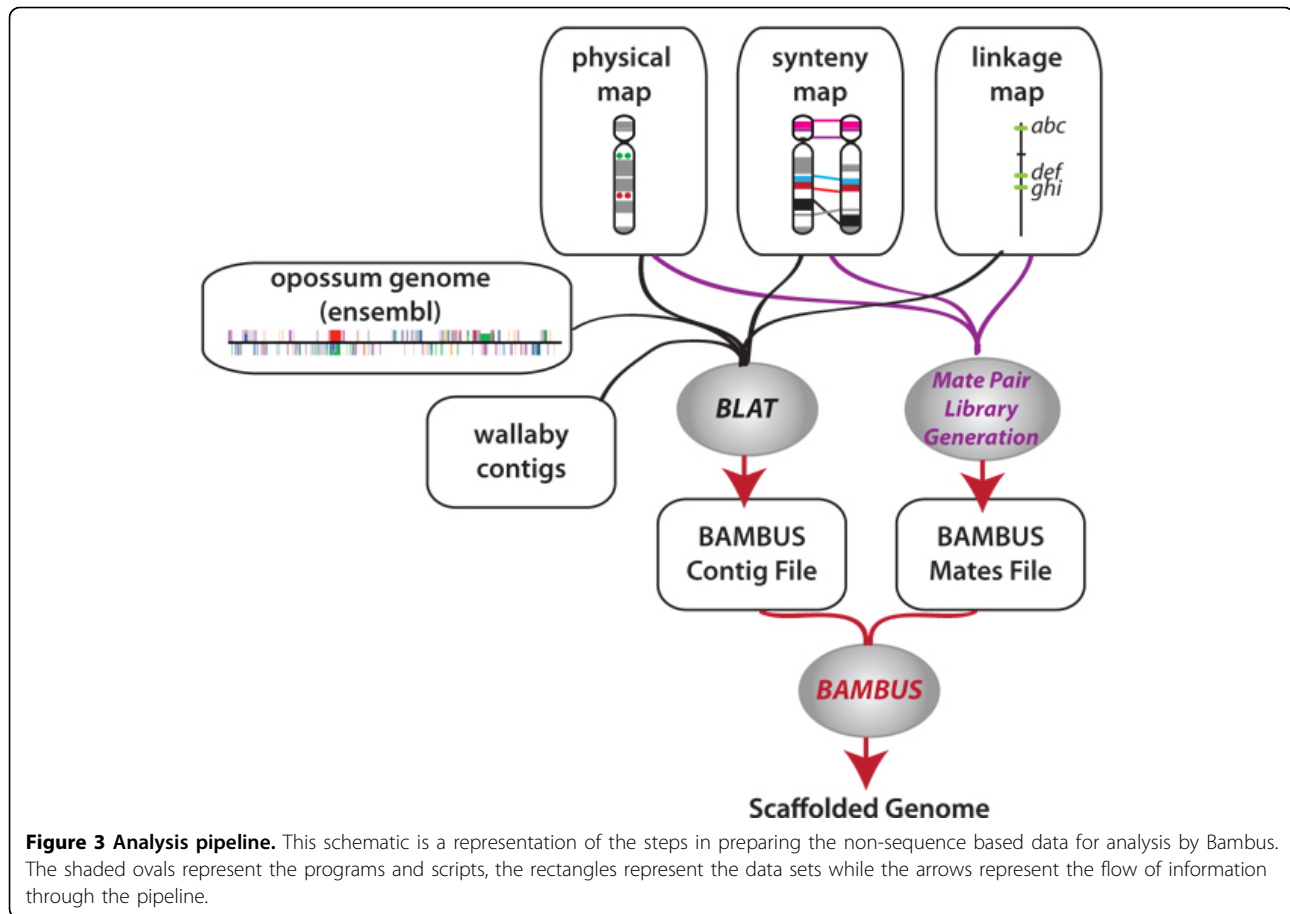 physical
map
synteny
map
linkage
map
abc
def
ghi
opossum genome
(ensembl)
wallaby
contigs
BLAT
Mate Pair
Library
Generation
BAMBUS
Contig File
BAMBUS
Mates File
BAMBUS
Scaffolded Genome
Figure 3 Analysis pipeline. This schematic is a representation of the steps in preparing the non-sequence based data for analysis by Bambus.
The shaded ovals represent the programs and scripts, the rectangles represent the data sets while the arrows represent the flow of information
through the pipeline.